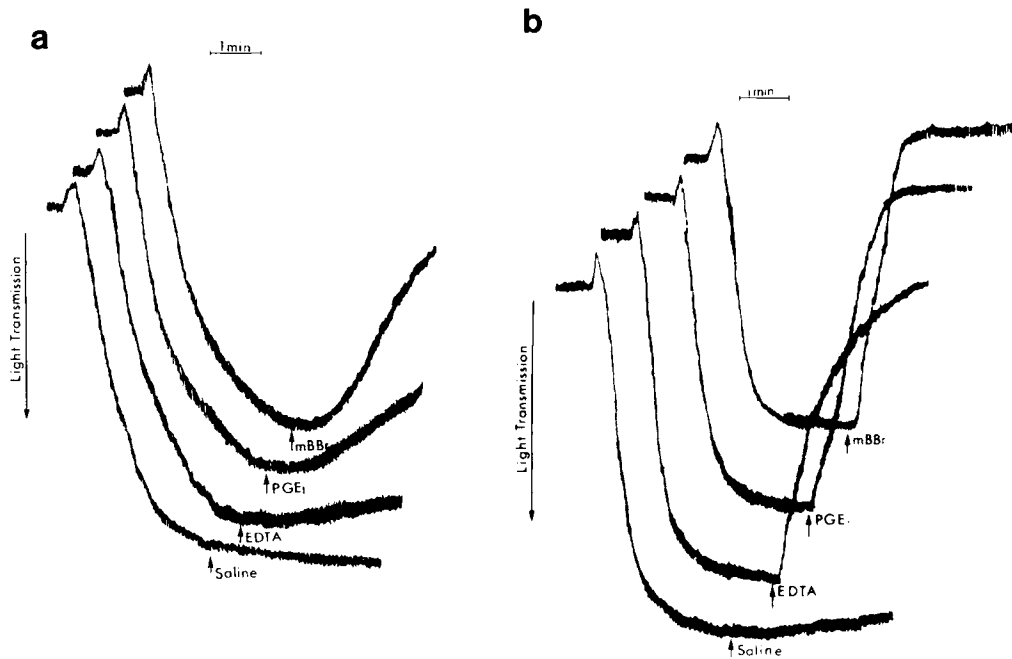 a
1min
Light Transmission
mBBr
PGE₁
EDTA
Saline
b
1min
Light Transmission
mBBr
PGE
EDTA
Saline